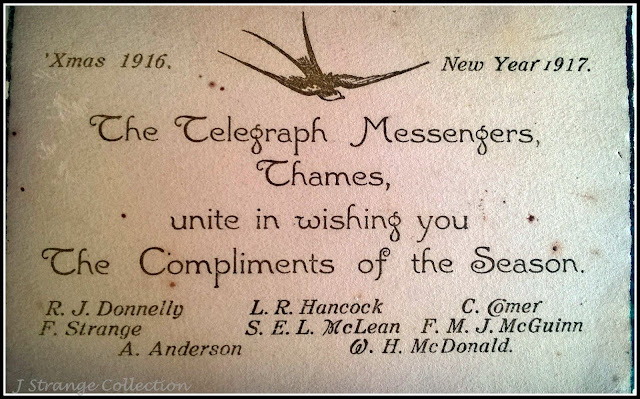 'Xmas 1916. New Year 1917.
The Telegraph Messengers,
Thames,
unite in wishing you
The Compliments of the Season.
R. J. Donnelly L. R. Hancock C. Comer
F. Strange S. E. L. McLean F. M. J. McGuinn
A. Anderson W. H. McDonald.
J Strange Collection